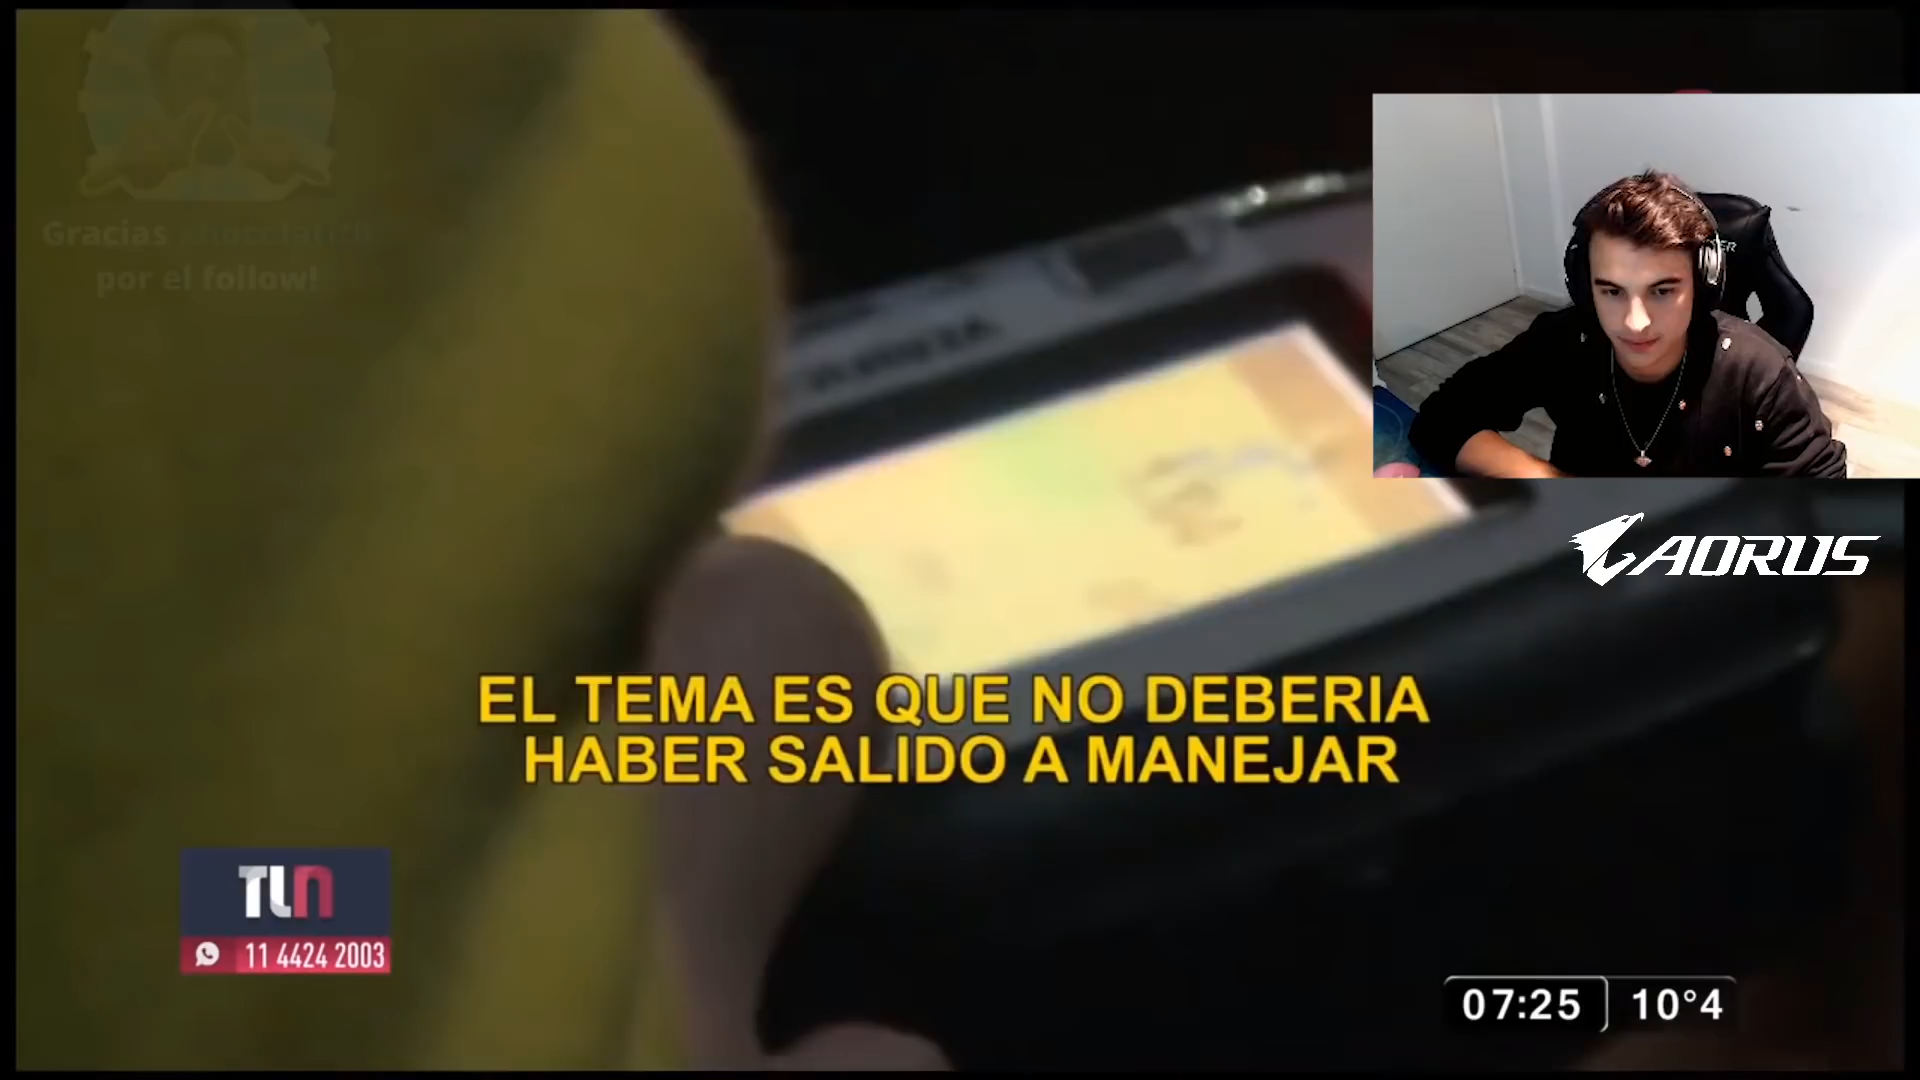 Gracias
por el follow!
AORUS
EL TEMA ES QUE NO DEBERIA
HABER SALIDO A MANEJAR
TLN
11 4424 2003
07:25 10°4